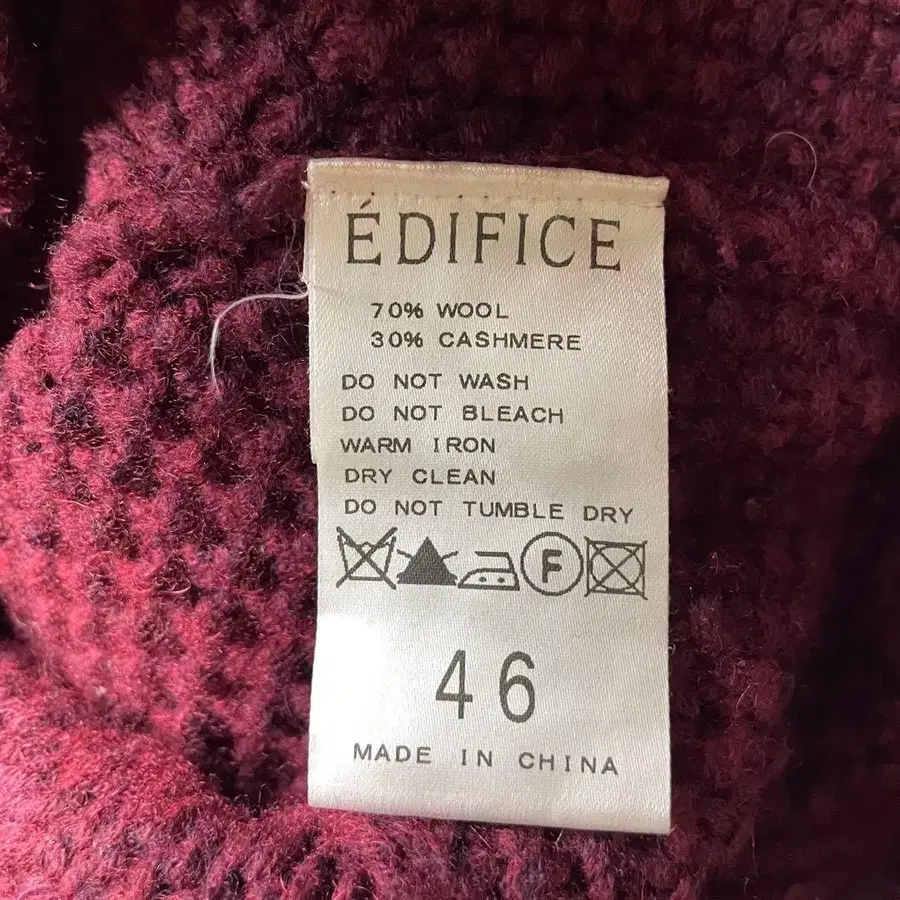 ÉDIFICE
70% WOOL
30% CASHMERE
DO NOT WASH
DO NOT BLEACH
WARM IRON
DRY CLEAN
DO NOT TUMBLE DRY
F
46
MADE IN CHINA